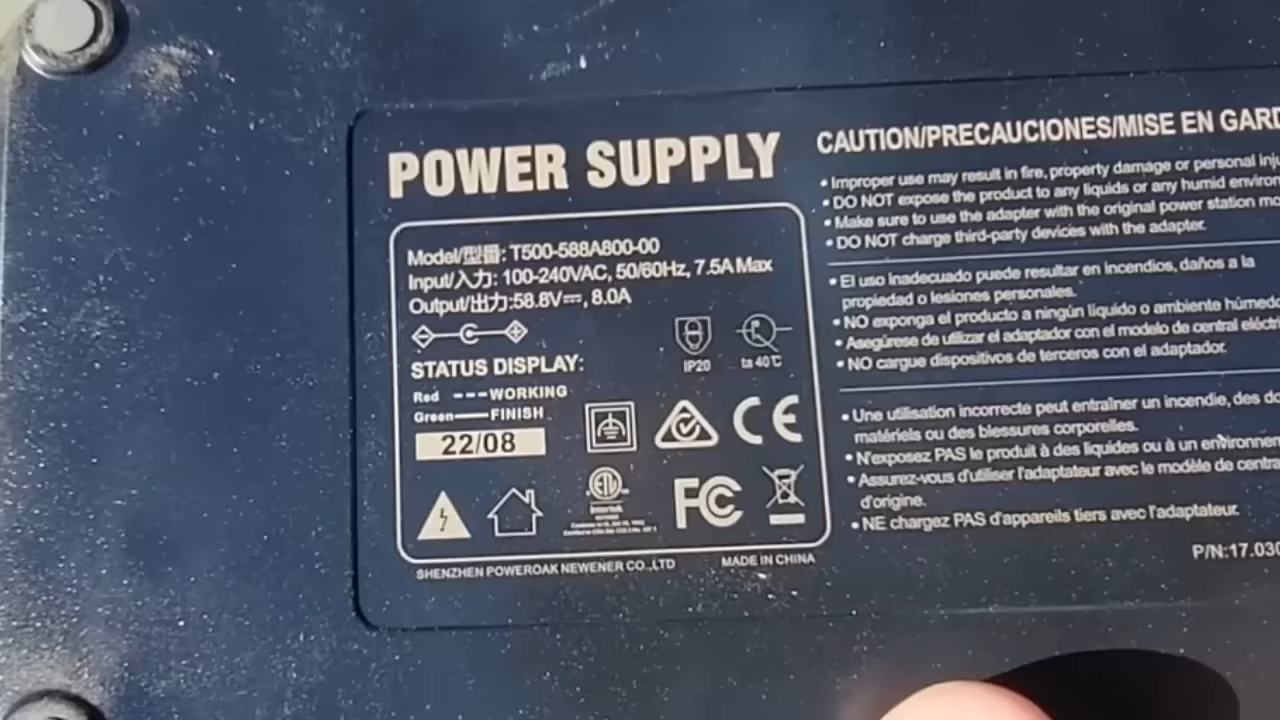 POWER SUPPLY
Model/型號: T500-588A800-00
Input/入力: 100-240VAC, 50/60Hz, 7.5A Max
Output/出力:58.8V⎓, 8.0A
IP20
ta 40℃
STATUS DISPLAY:
Red ---WORKING
Green—FINISH
22/08
CE
ETL
Intertek
FC
SHENZHEN POWEROAK NEWENER CO.,LTD
MADE IN CHINA
CAUTION/PRECAUCIONES/MISE EN GARD
• Improper use may result in fire, property damage or personal inju
• DO NOT expose the product to any liquids or any humid environ
• Make sure to use the adapter with the original power station mo
• DO NOT charge third-party devices with the adapter.
• El uso inadecuado puede resultar en incendios, daños a la
propiedad o lesiones personales.
• NO exponga el producto a ningún líquido o ambiente húmedo
• Asegúrese de utilizar el adaptador con el modelo de central eléctri
• NO cargue dispositivos de terceros con el adaptador.
• Une utilisation incorrecte peut entraîner un incendie, des do
matériels ou des blessures corporelles.
• N'exposez PAS le produit à des liquides ou à un environnem
• Assurez-vous d'utiliser l'adaptateur avec le modèle de centra
d'origine.
• NE chargez PAS d'appareils tiers avec l'adaptateur.
P/N:17.030